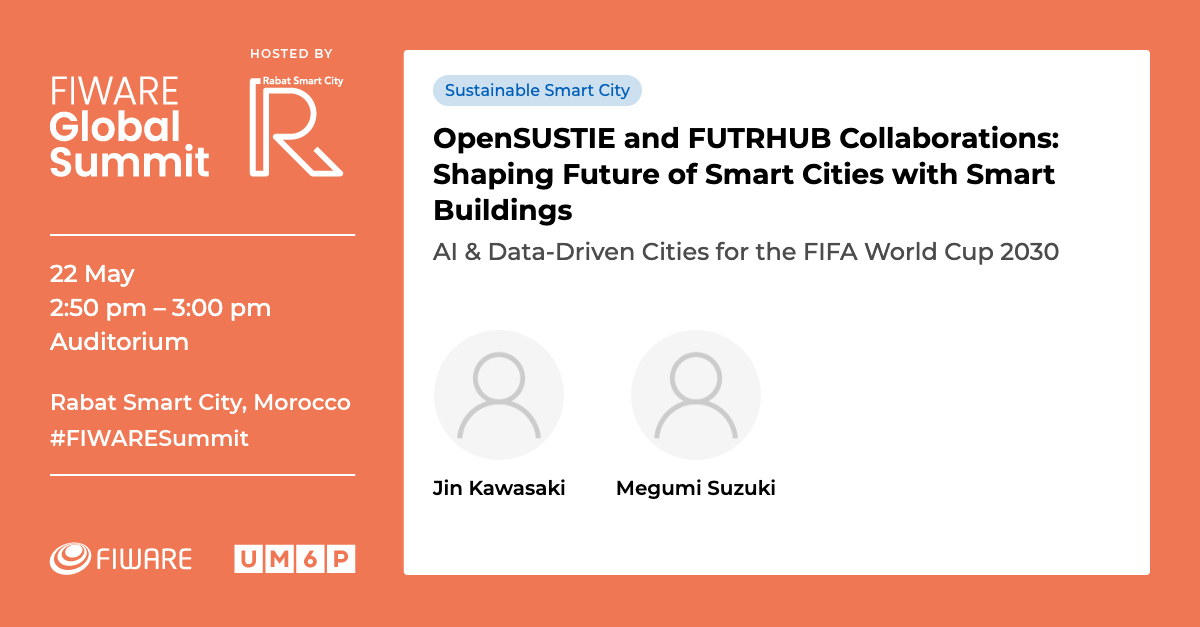 HOSTED BY
FIWARE
Global
Summit
Rabat Smart City
R
22 May
2:50 pm – 3:00 pm
Auditorium
Rabat Smart City, Morocco
#FIWARESummit
FIWARE
UM6P
Sustainable Smart City
OpenSUSTIE and FUTRHUB Collaborations:
Shaping Future of Smart Cities with Smart
Buildings
AI & Data-Driven Cities for the FIFA World Cup 2030
Jin Kawasaki
Megumi Suzuki